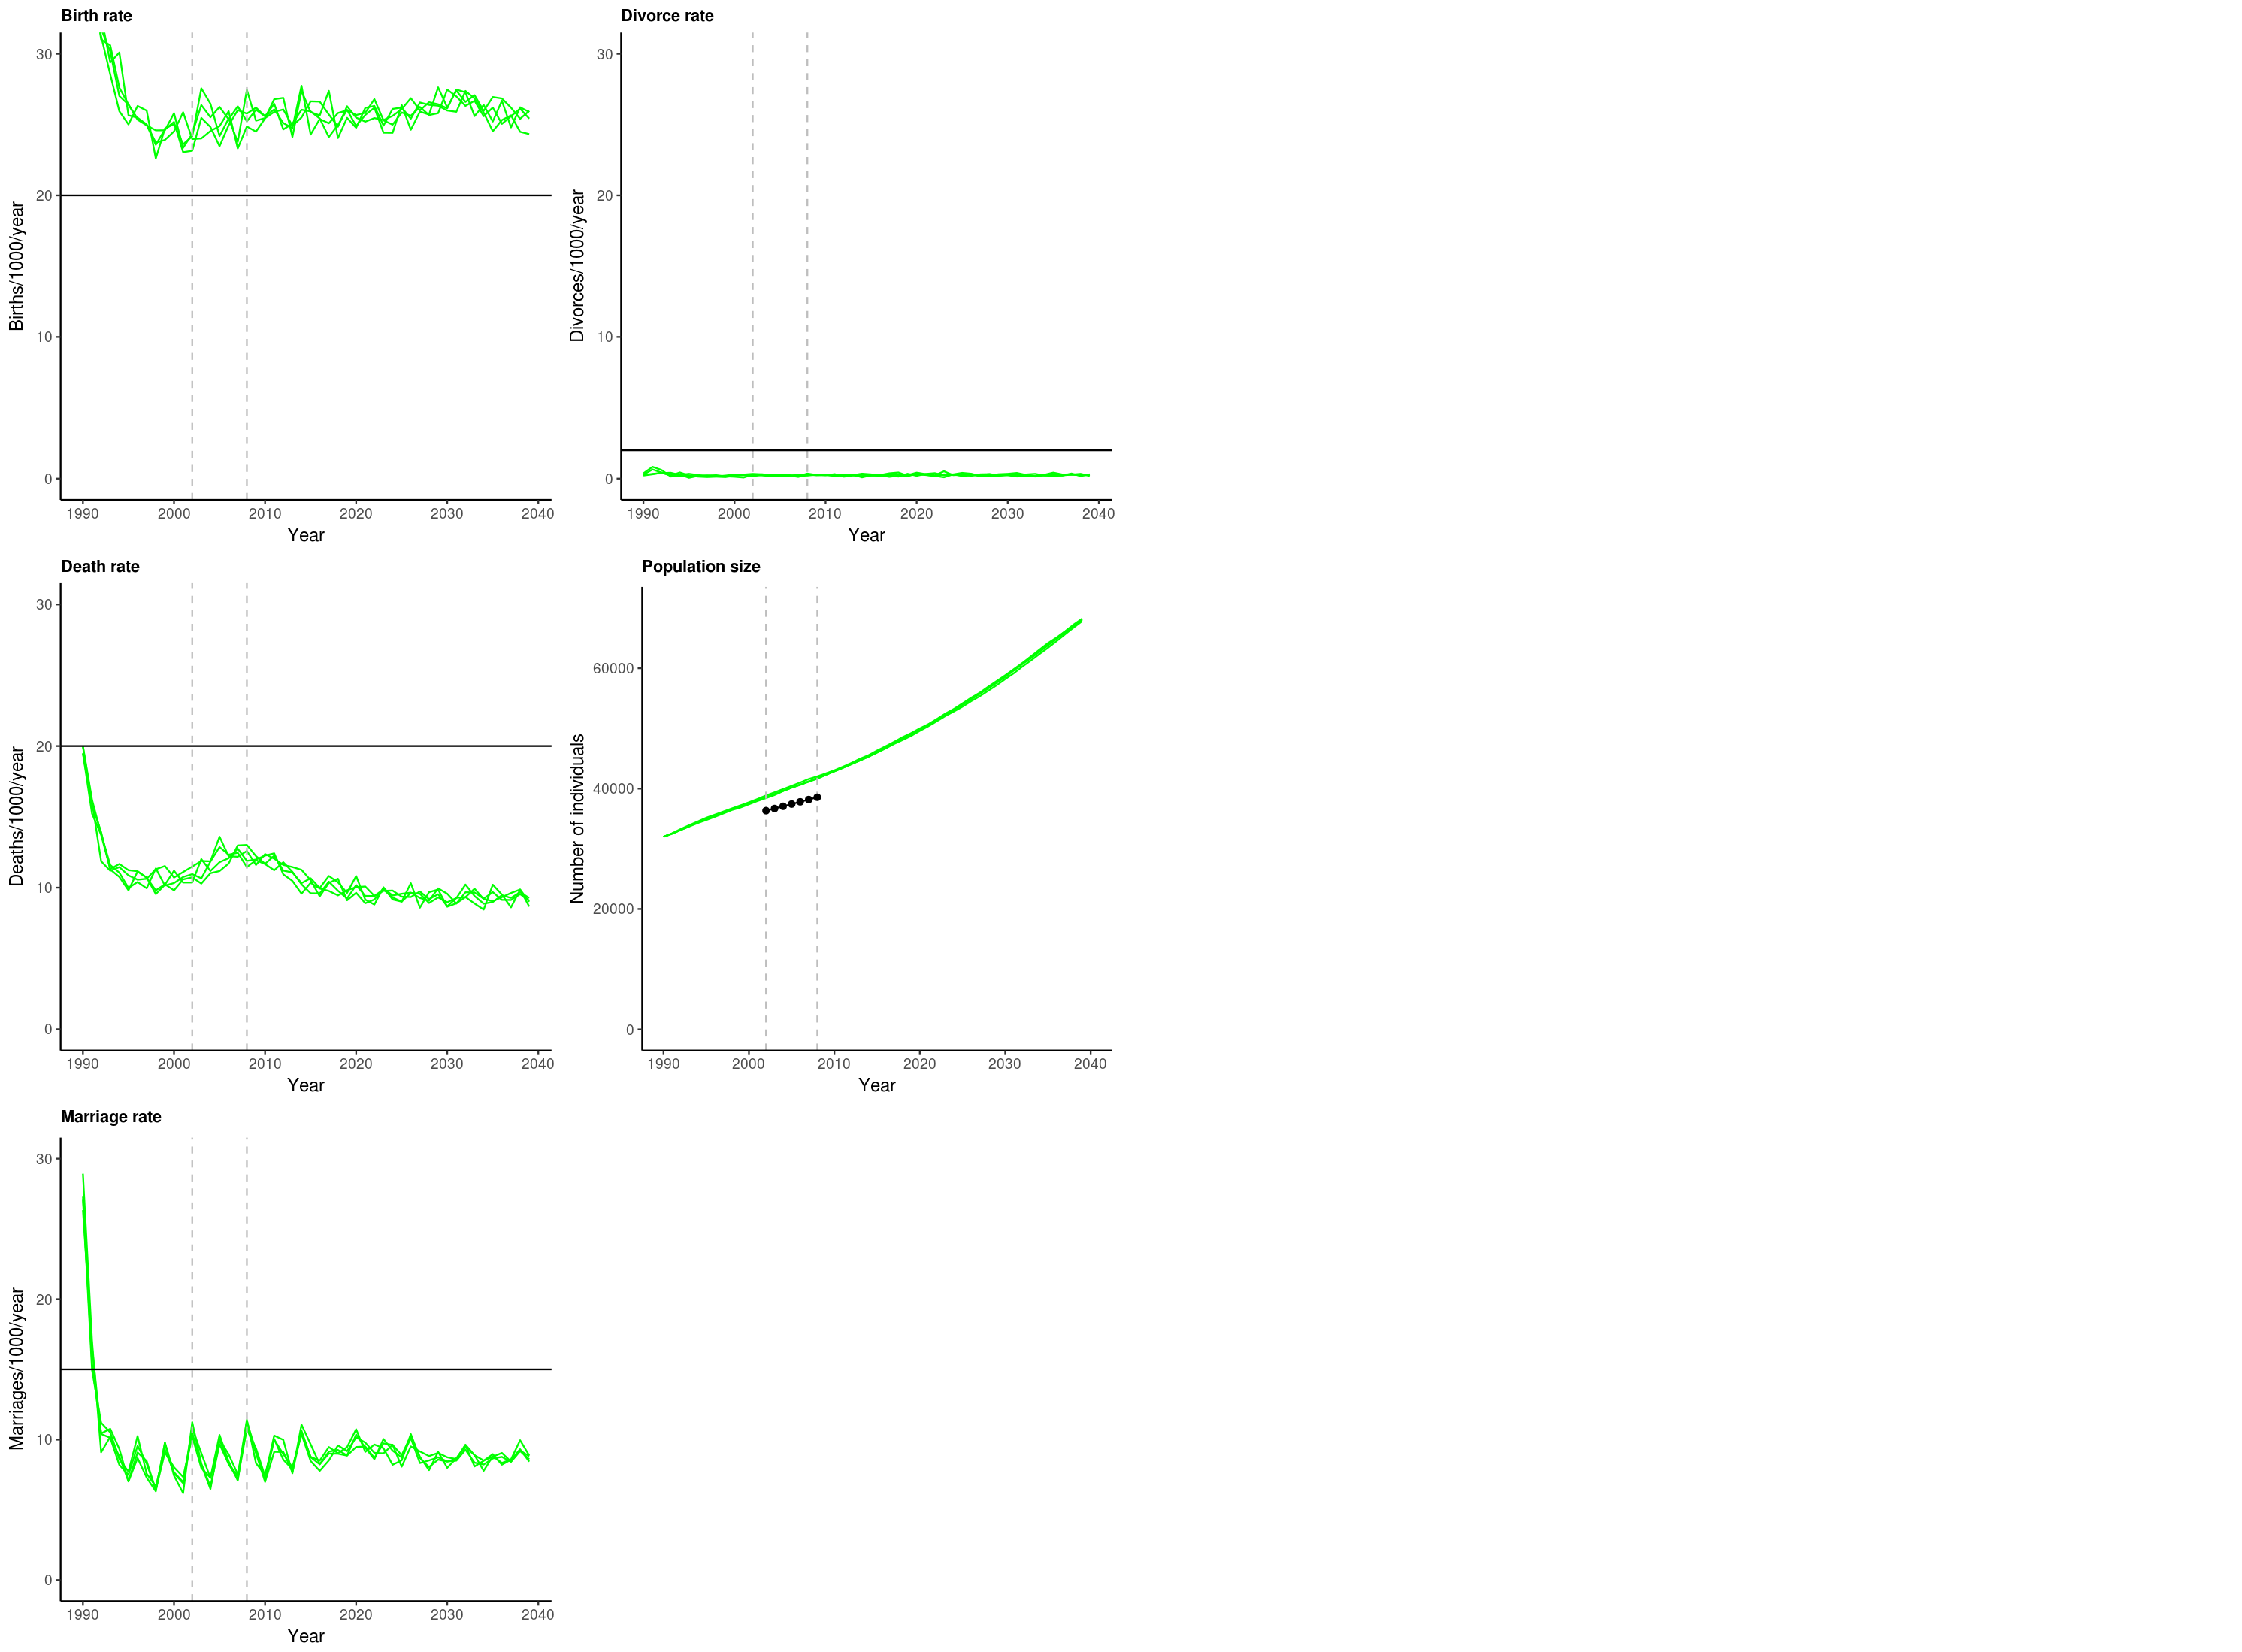 Birth rate
30
20
10
0
Births/1000/year
1990 2000 2010 2020 2030 2040
Year
Divorce rate
30
20
10
0
Divorces/1000/year
1990 2000 2010 2020 2030 2040
Year
Death rate
30
20
10
0
Deaths/1000/year
1990 2000 2010 2020 2030 2040
Year
Population size
60000
40000
20000
0
Number of individuals
1990 2000 2010 2020 2030 2040
Year
Marriage rate
30
20
10
0
Marriages/1000/year
1990 2000 2010 2020 2030 2040
Year